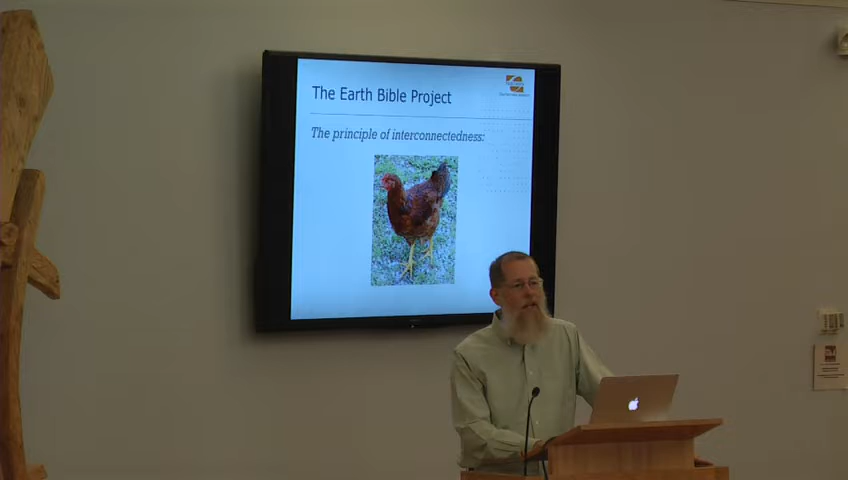 The Earth Bible Project
The principle of interconnectedness: